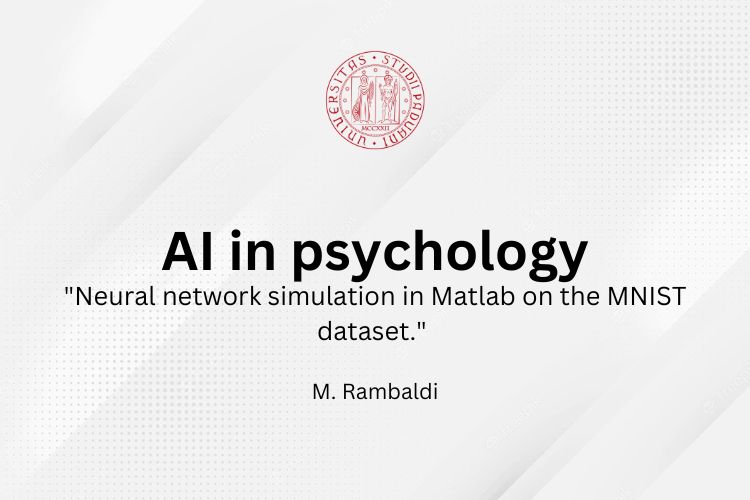 UNIVERSITAS • STUDII PADUANI •
MCCXXII
AI in psychology
"Neural network simulation in Matlab on the MNIST
dataset."
M. Rambaldi